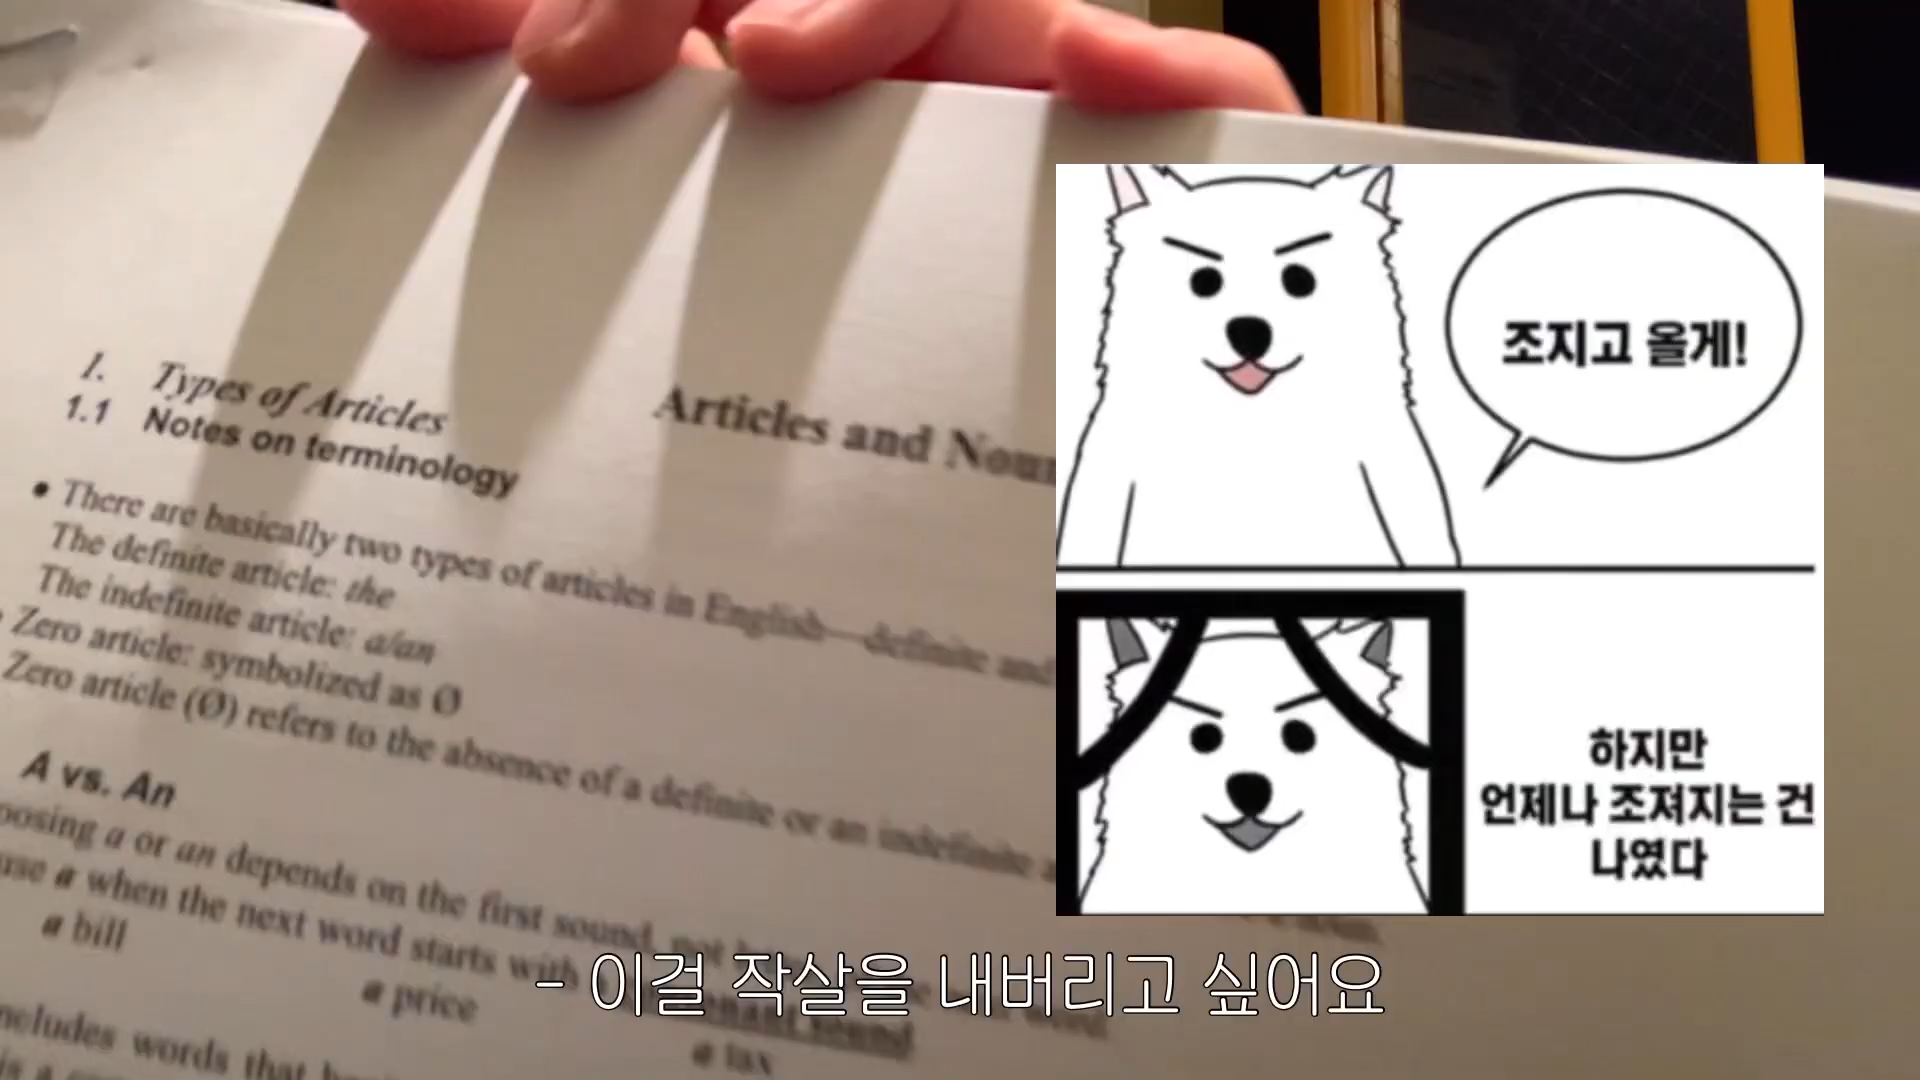 Articles and
1. Types of Articles
1.1 Notes on terminology
• There are basically two types of articles in English—definite and
The definite article: the
The indefinite article: a/an
Zero article: symbolized as Ø
Zero article (Ø) refers to the absence of a definite or an indefinite
A vs. An
a or an depends on the first sound, not
a when the next word starts with
a bill
a price
sound
a tax
words that
조지고 올게!
하지만
언제나 조져지는 건
나였다
- 이걸 작살을 내버리고 싶어요